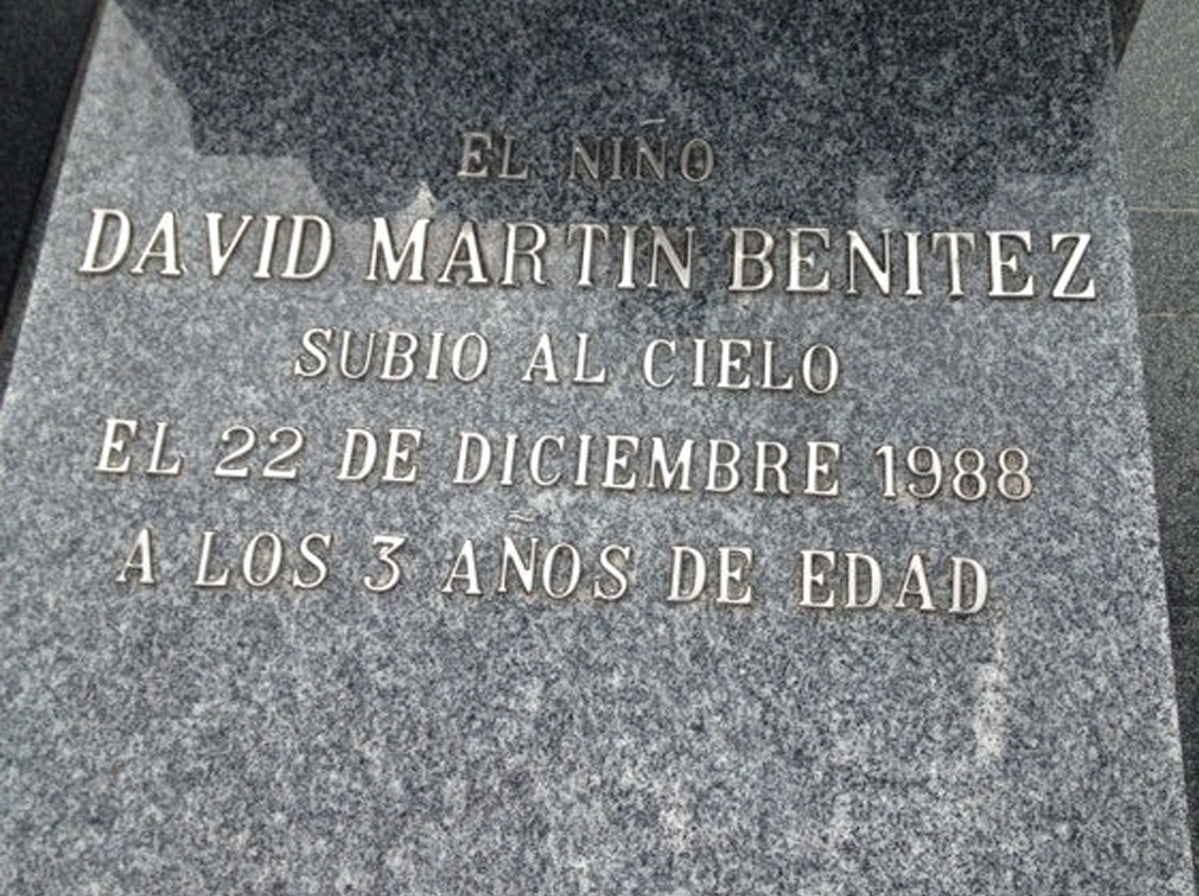 EL NIÑO
DAVID MARTIN BENITEZ
SUBIO AL CIELO
EL 22 DE DICIEMBRE 1988
A LOS 3 AÑOS DE EDAD